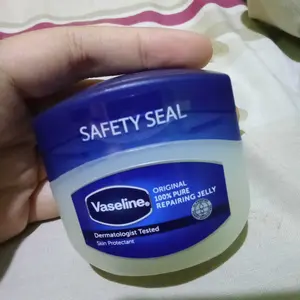 SAFETY SEAL
Vaseline®
ORIGINAL
100% PURE
REPAIRING JELLY
Dermatologist Tested
Skin Protectant